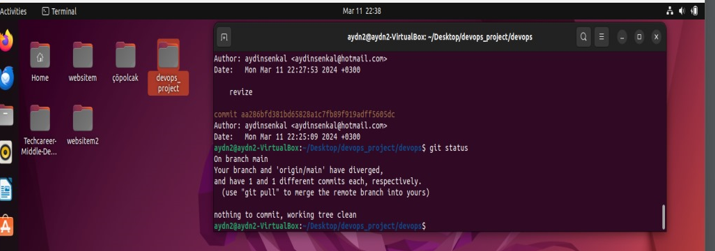 Activities
Terminal
Mar 11 22:38
aydn2@aydn2-VirtualBox: ~/Desktop/devops_project/devops
Home
websitem
çöpolcak
devops_
project
Techcareer-
Middle-De...
websitem2
Author: aydinsenkal <aydinsenkal@hotmail.com>
Date:   Mon Mar 11 22:27:53 2024 +0300
revize
commit aa286bfd381bd65828a1c7fb89f919adff5605dc
Author: aydinsenkal <aydinsenkal@hotmail.com>
Date:   Mon Mar 11 22:25:09 2024 +0300
aydn2@aydn2-VirtualBox:~/Desktop/devops_project/devops$ git status
On branch main
Your branch and 'origin/main' have diverged,
and have 1 and 1 different commits each, respectively.
(use "git pull" to merge the remote branch into yours)
nothing to commit, working tree clean
aydn2@aydn2-VirtualBox:~/Desktop/devops_project/devops$